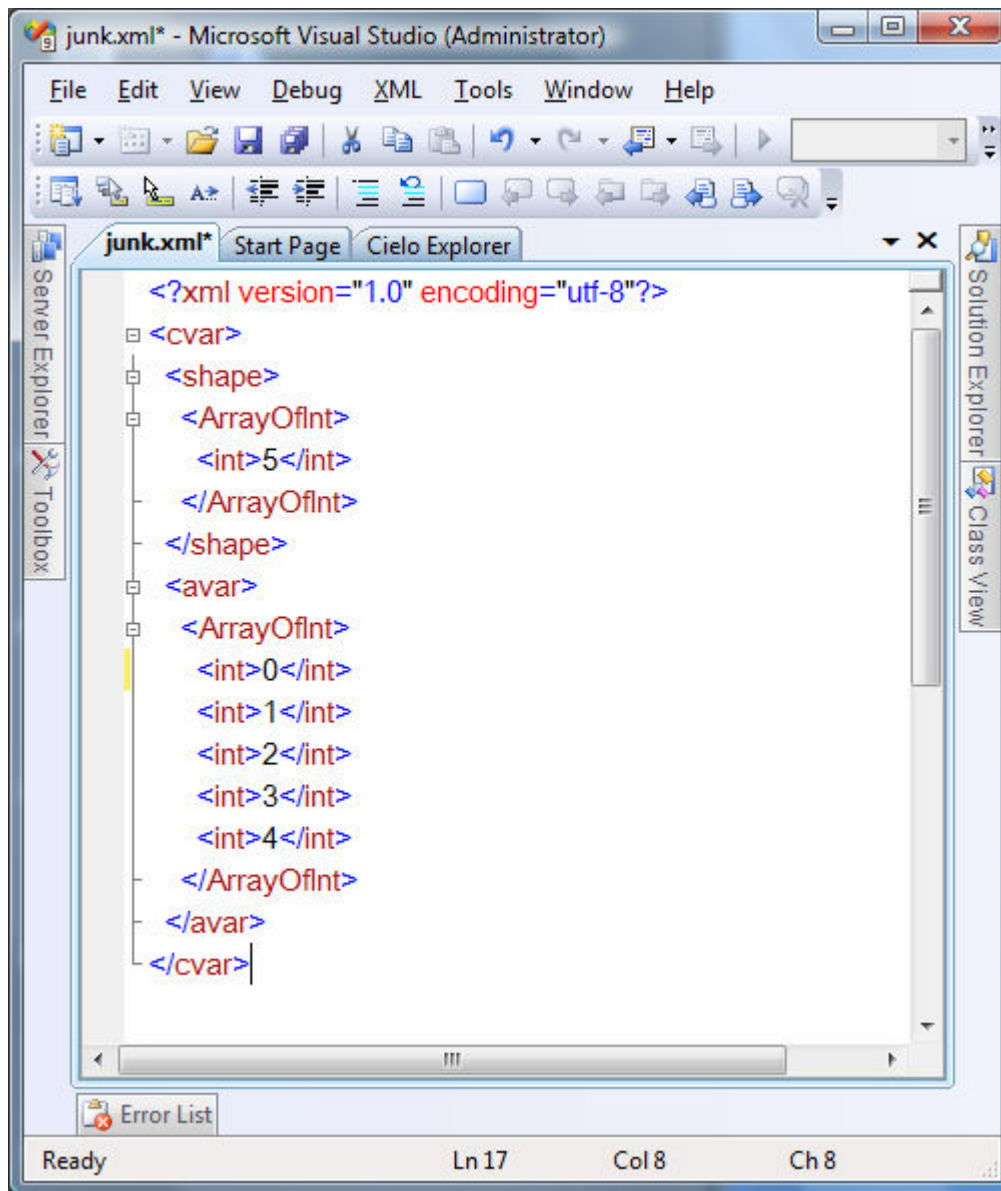 junk.xml* - Microsoft Visual Studio (Administrator)
File Edit View Debug XML Tools Window Help
junk.xml* Start Page Cielo Explorer
Server Explorer
Toolbox
<?xml version="1.0" encoding="utf-8"?>
<cvar>
<shape>
<ArrayOfInt>
<int>5</int>
</ArrayOfInt>
</shape>
<avar>
<ArrayOfInt>
<int>0</int>
<int>1</int>
<int>2</int>
<int>3</int>
<int>4</int>
</ArrayOfInt>
</avar>
</cvar>
Solution Explorer
Class View
Error List
Ready Ln 17 Col 8 Ch 8